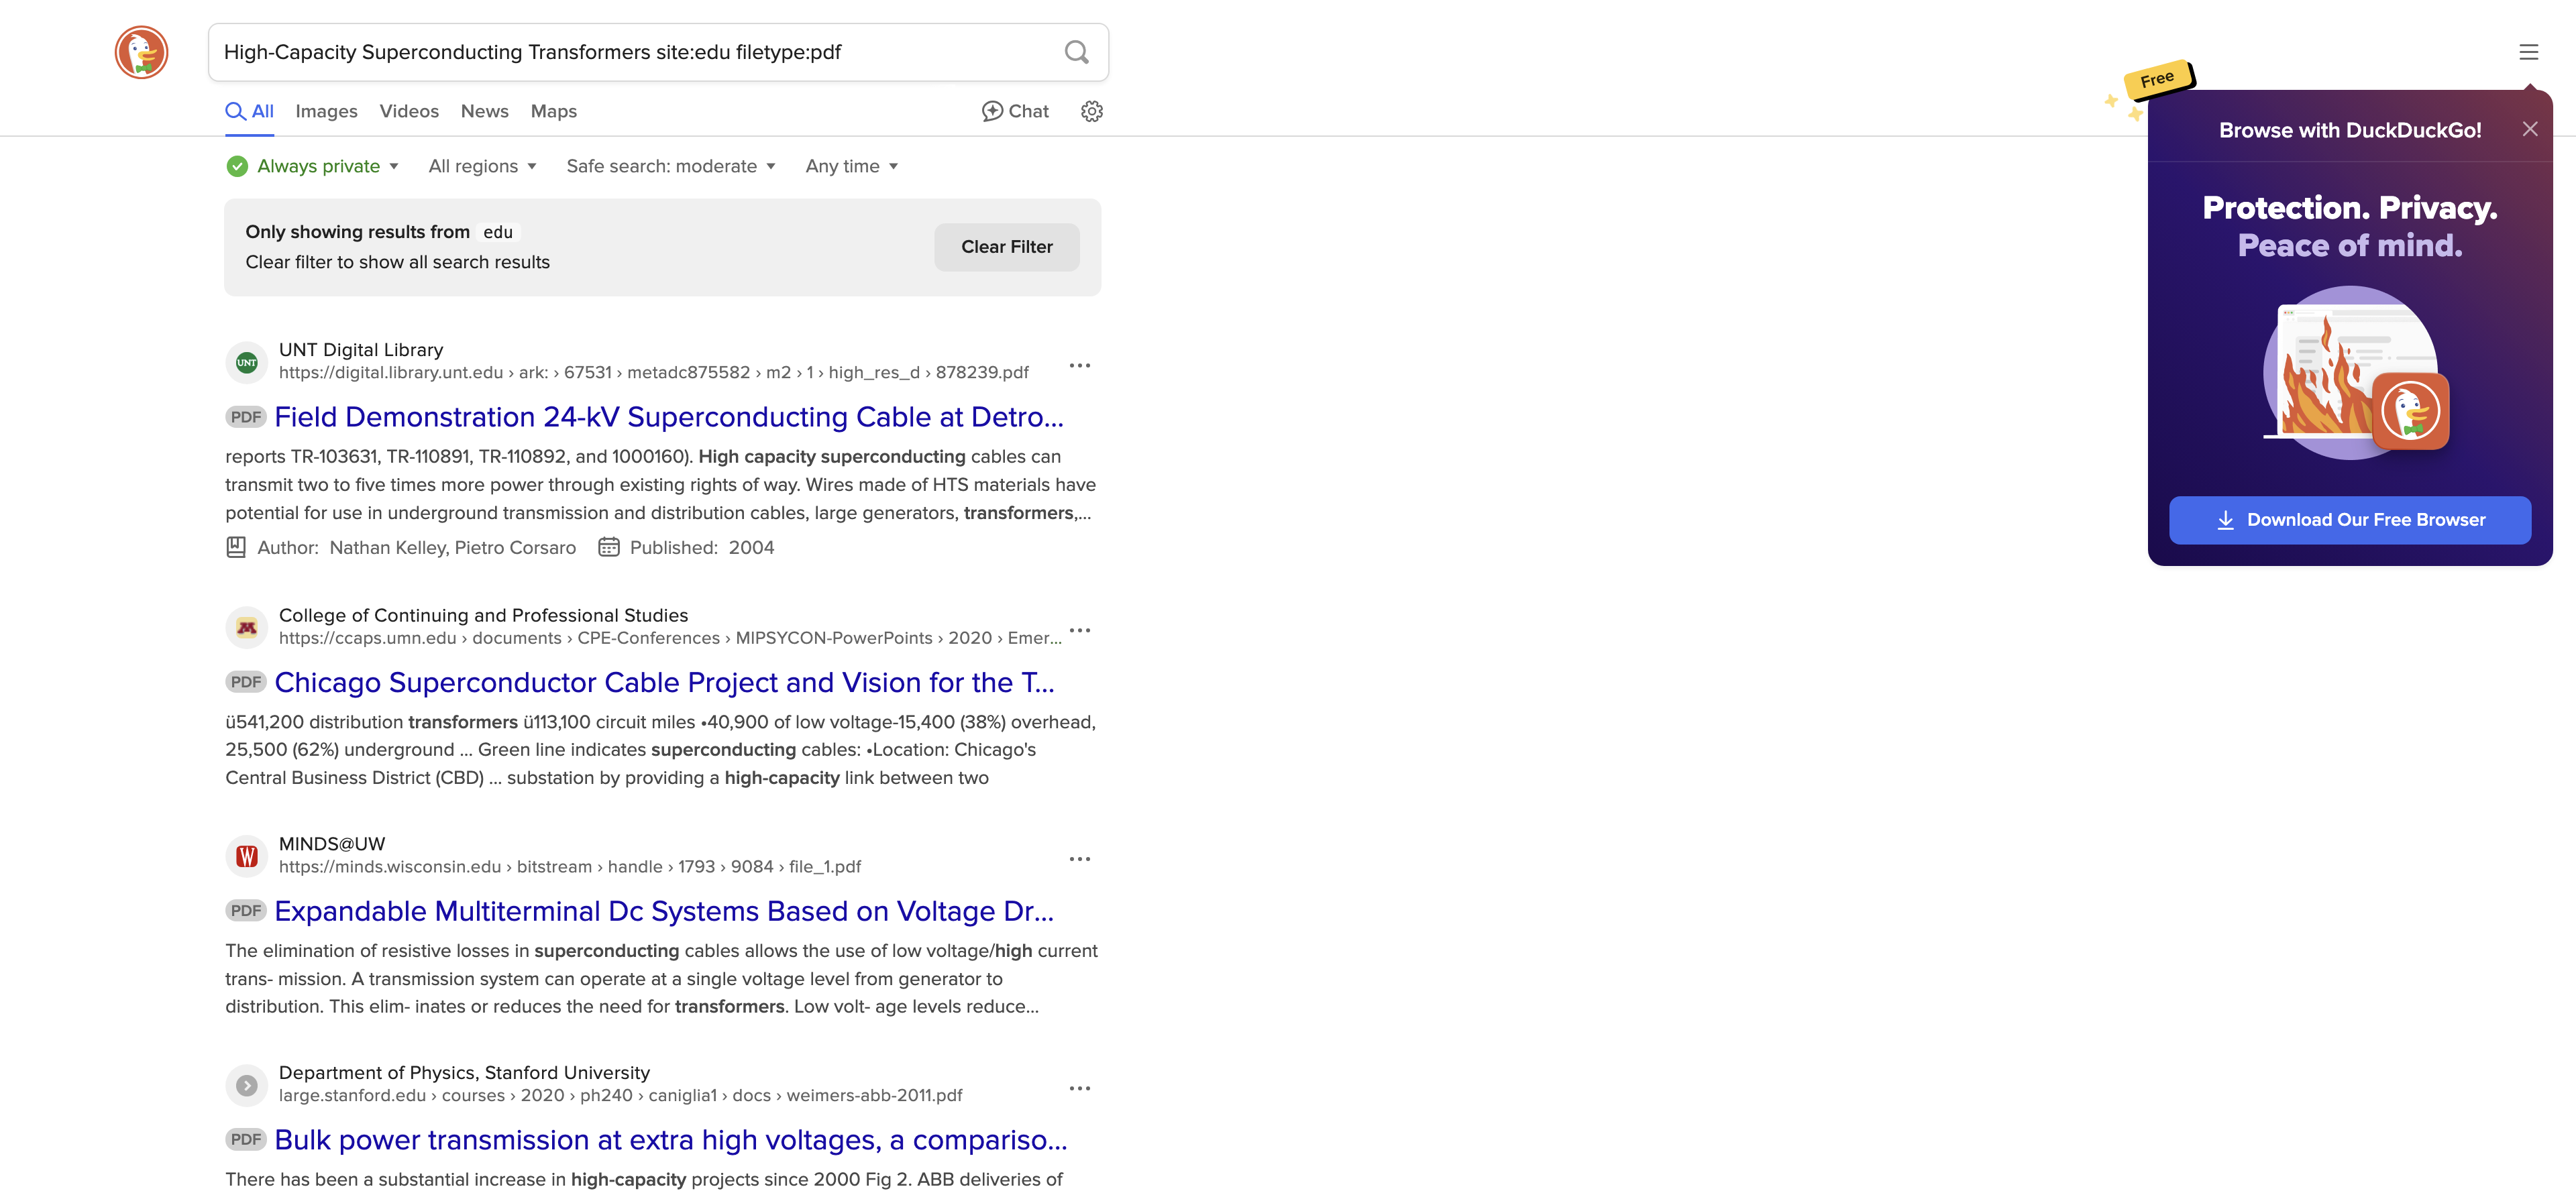 High-Capacity Superconducting Transformers site:edu filetype:pdf
All
Images
Videos
News
Maps
Chat
Always private
All regions
Safe search: moderate
Any time
Only showing results from edu
Clear filter to show all search results
Clear Filter
UNT
UNT Digital Library
https://digital.library.unt.edu › ark: › 67531 › metadc875582 › m2 › 1 › high_res_d › 878239.pdf
PDF Field Demonstration 24-kV Superconducting Cable at Detro...
reports TR-103631, TR-110891, TR-110892, and 1000160). High capacity superconducting cables can
transmit two to five times more power through existing rights of way. Wires made of HTS materials have
potential for use in underground transmission and distribution cables, large generators, transformers,...
Author: Nathan Kelley, Pietro Corsaro Published: 2004
M
College of Continuing and Professional Studies
https://ccaps.umn.edu › documents › CPE-Conferences › MIPSYCON-PowerPoints › 2020 › Emer...
PDF Chicago Superconductor Cable Project and Vision for the T...
ü541,200 distribution transformers ü113,100 circuit miles •40,900 of low voltage-15,400 (38%) overhead,
25,500 (62%) underground ... Green line indicates superconducting cables: •Location: Chicago's
Central Business District (CBD) ... substation by providing a high-capacity link between two
W
MINDS@UW
https://minds.wisconsin.edu › bitstream › handle › 1793 › 9084 › file_1.pdf
PDF Expandable Multiterminal Dc Systems Based on Voltage Dr...
The elimination of resistive losses in superconducting cables allows the use of low voltage/high current
trans- mission. A transmission system can operate at a single voltage level from generator to
distribution. This elim- inates or reduces the need for transformers. Low volt- age levels reduce...
Department of Physics, Stanford University
large.stanford.edu › courses › 2020 › ph240 › caniglia1 › docs › weimers-abb-2011.pdf
PDF Bulk power transmission at extra high voltages, a compariso...
There has been a substantial increase in high-capacity projects since 2000 Fig 2. ABB deliveries of
Free
Browse with DuckDuckGo!
Protection. Privacy.
Peace of mind.
Download Our Free Browser